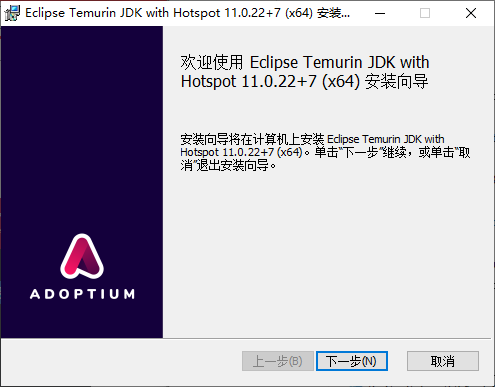 Eclipse Temurin JDK with Hotspot 11.0.22+7 (x64) 安装...
欢迎使用 Eclipse Temurin JDK with
Hotspot 11.0.22+7 (x64) 安装向导
安装向导将在计算机上安装 Eclipse Temurin JDK with
Hotspot 11.0.22+7 (x64)。单击“下一步”继续，或单击“取
消”退出安装向导。
ADOPTIUM
上一步(B)
下一步(N)
取消